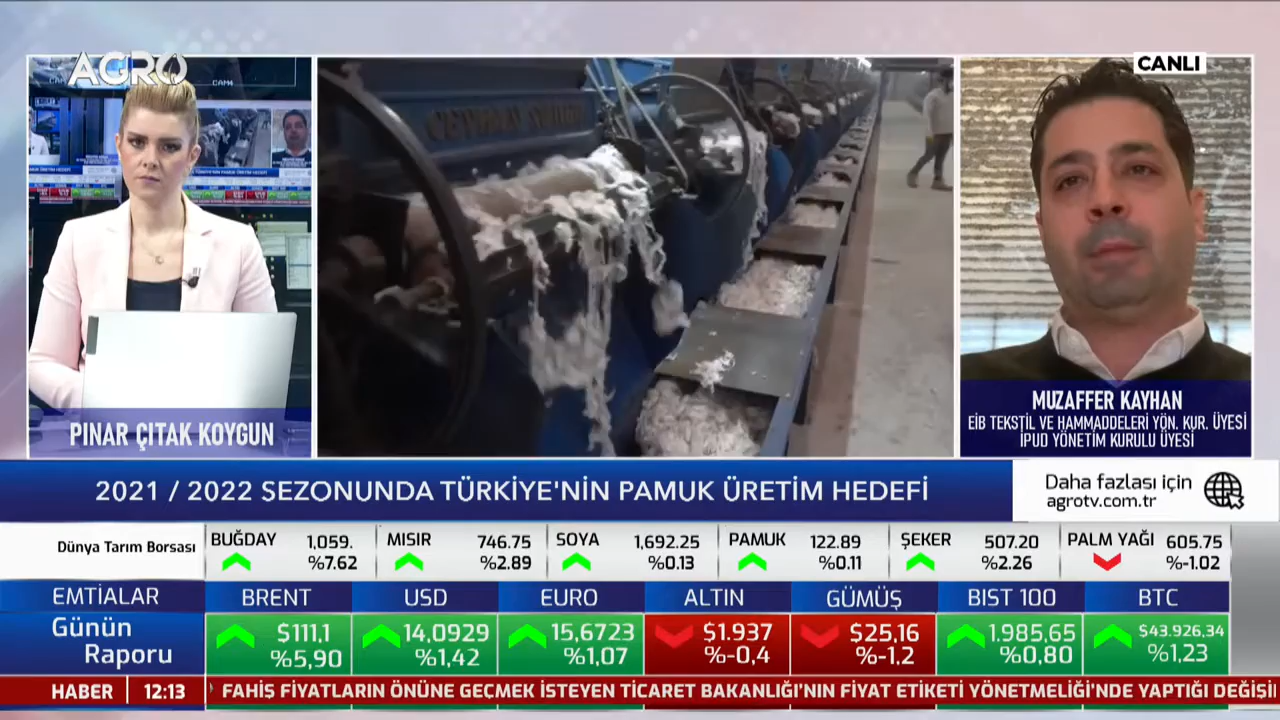 AGRO
CANLI
PINAR ÇITAK KOYGUN
MUZAFFER KAYHAN
EİB TEKSTİL VE HAMMADDELERİ YÖN. KUR. ÜYESİ
İPUD YÖNETİM KURULU ÜYESİ
2021 / 2022 SEZONUNDA TÜRKİYE'NİN PAMUK ÜRETİM HEDEFİ
Daha fazlası için
agrotv.com.tr
Dünya Tarım Borsası
BUĞDAY 1,059. %7.62
MISIR 746.75 %2.89
SOYA 1,692.25 %0.13
PAMUK 122.89 %0.11
ŞEKER 507.20 %2.26
PALM YAĞI 605.75 %-1.02
EMTİALAR BRENT USD EURO ALTIN GÜMÜŞ BIST 100 BTC
Günün $111,1 14,0929 15,6723 $1.937 $25,16 1.985,65 $43.926,34
Raporu %5,90 %1,42 %1,07 %-0,4 %-1,2 %0,80 %1,23
HABER 12:13 FAHİŞ FİYATLARIN ÖNÜNE GEÇMEK İSTEYEN TİCARET BAKANLIĞI'NIN FİYAT ETİKETİ YÖNETMELİĞİ'NDE YAPTIĞI DEĞİŞİ